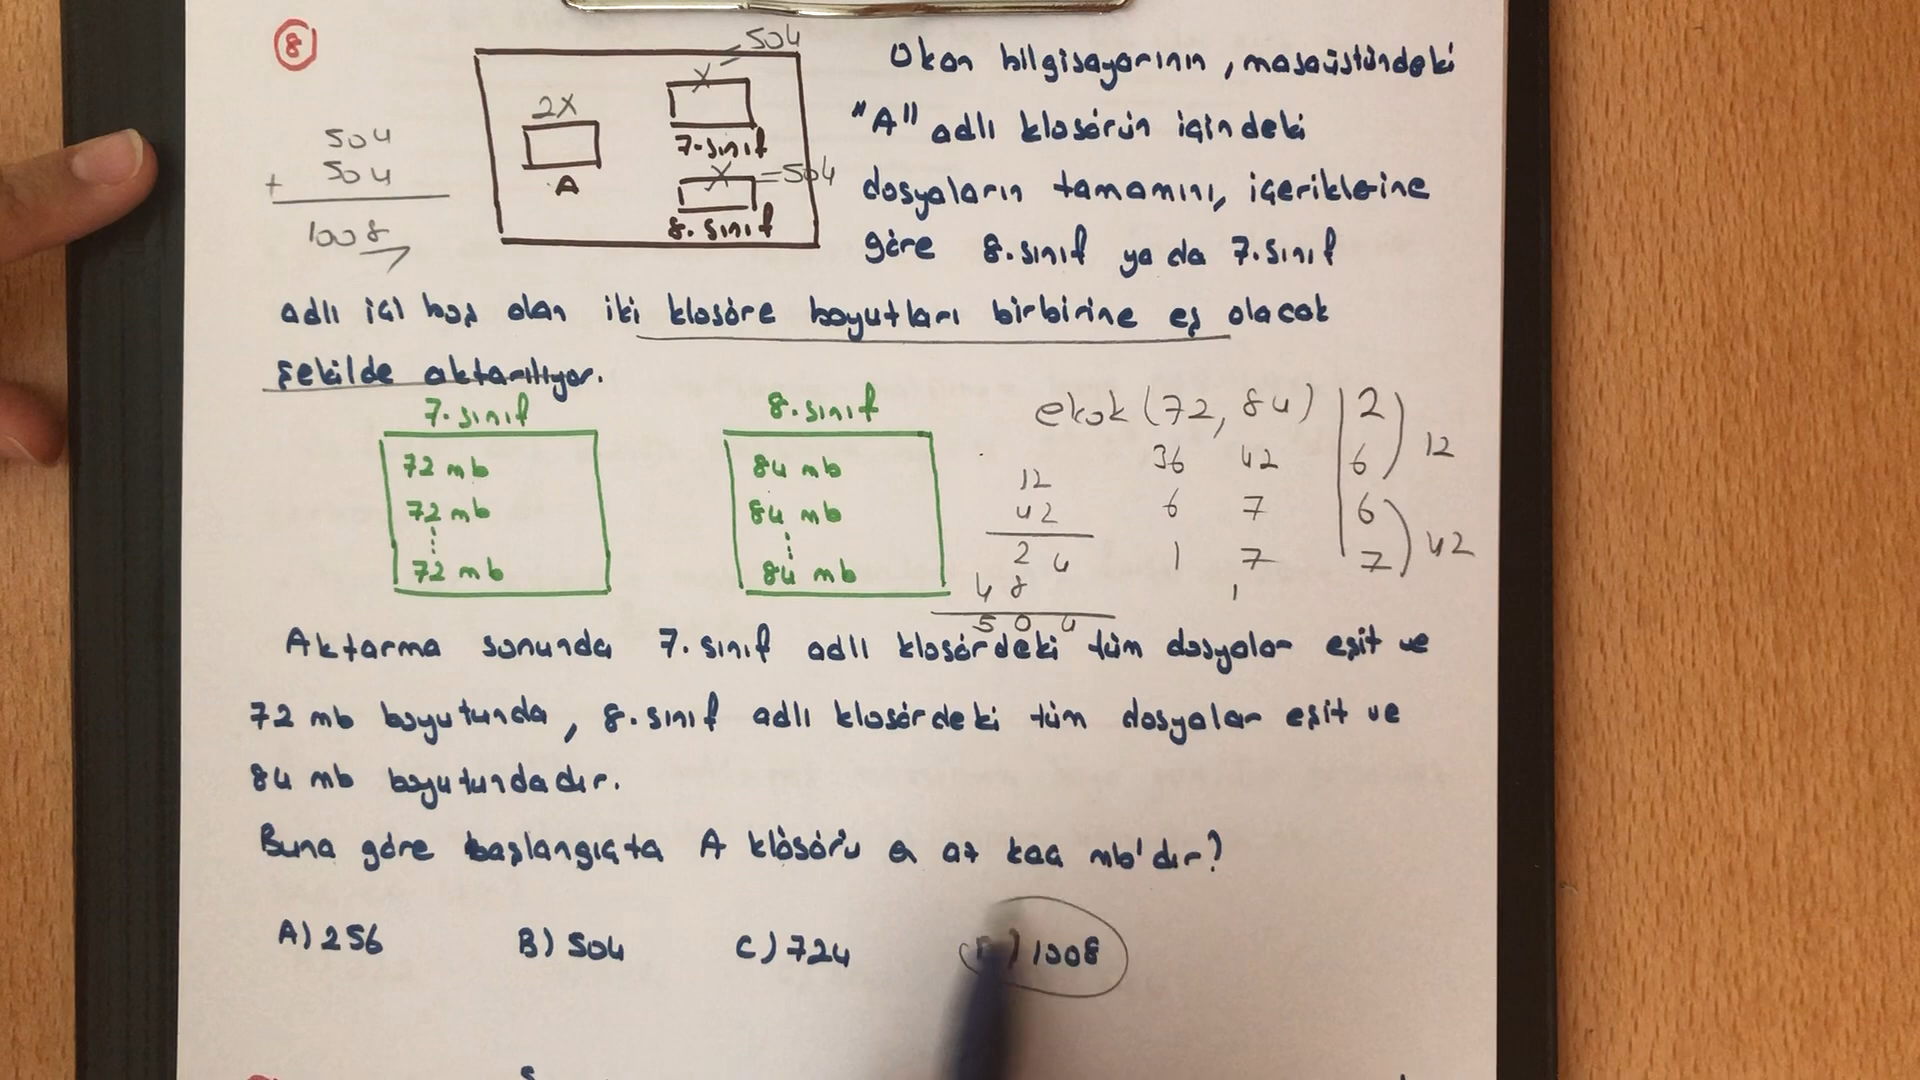 8
504
2x
x
Okan bilgisayarının, masaüstündeki
"A" adlı klasörün içindeki
504
+ 504
1008
A
7.sınıf
x =504
8.sınıf
dosyaların tamamını, içeriklerine
göre 8.sınıf ya da 7.sınıf
adlı içi boş olan iki klasöre boyutları birbirine eş olacak
şekilde aktarılıyor.
7.sınıf
72 mb
72 mb
72 mb
8.sınıf
84 mb
84 mb
84 mb
ekok (72, 84) 2
36 42 6 12
6 7 6
1 7 7 42
1
12
42
24
48
504
Aktarma sonunda 7.sınıf adlı klasördeki tüm dosyalar eşit ve
72 mb boyutunda, 8.sınıf adlı klasördeki tüm dosyalar eşit ve
84 mb boyutundadır.
Buna göre başlangıçta A klasörü en az kaç mb'dır?
A) 256 B) 504 C) 724 ) 1008